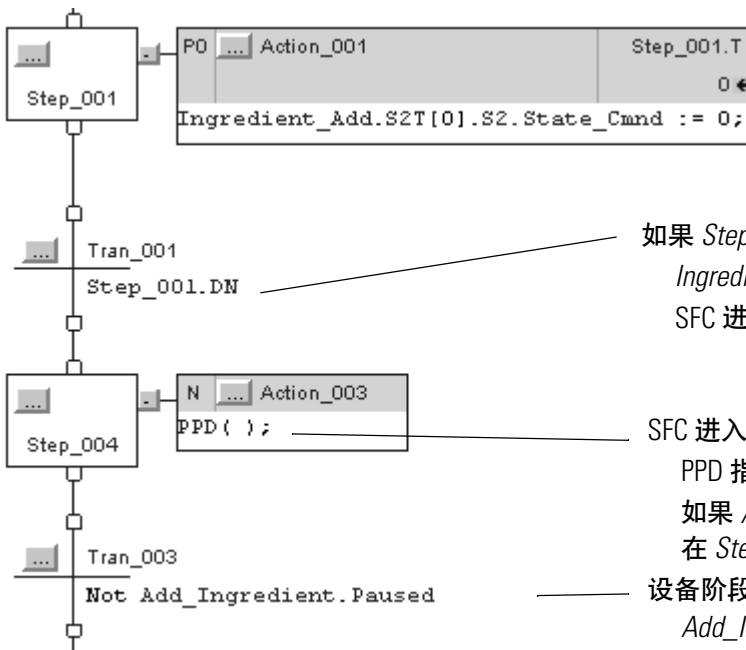 ... P0 ... Action_001 Step_001.T
Step_001 0
Ingredient_Add.S2T[0].S2.State_Cmnd := 0;
... Tran_001
Step_001.DN
如果 Step
Ingredi
SFC 进
... N ... Action_003
PPD( );
Step_004
SFC 进入
PPD 指
如果
在 Ste
... Tran_003
Not Add_Ingredient.Paused
设备阶段
Add_I